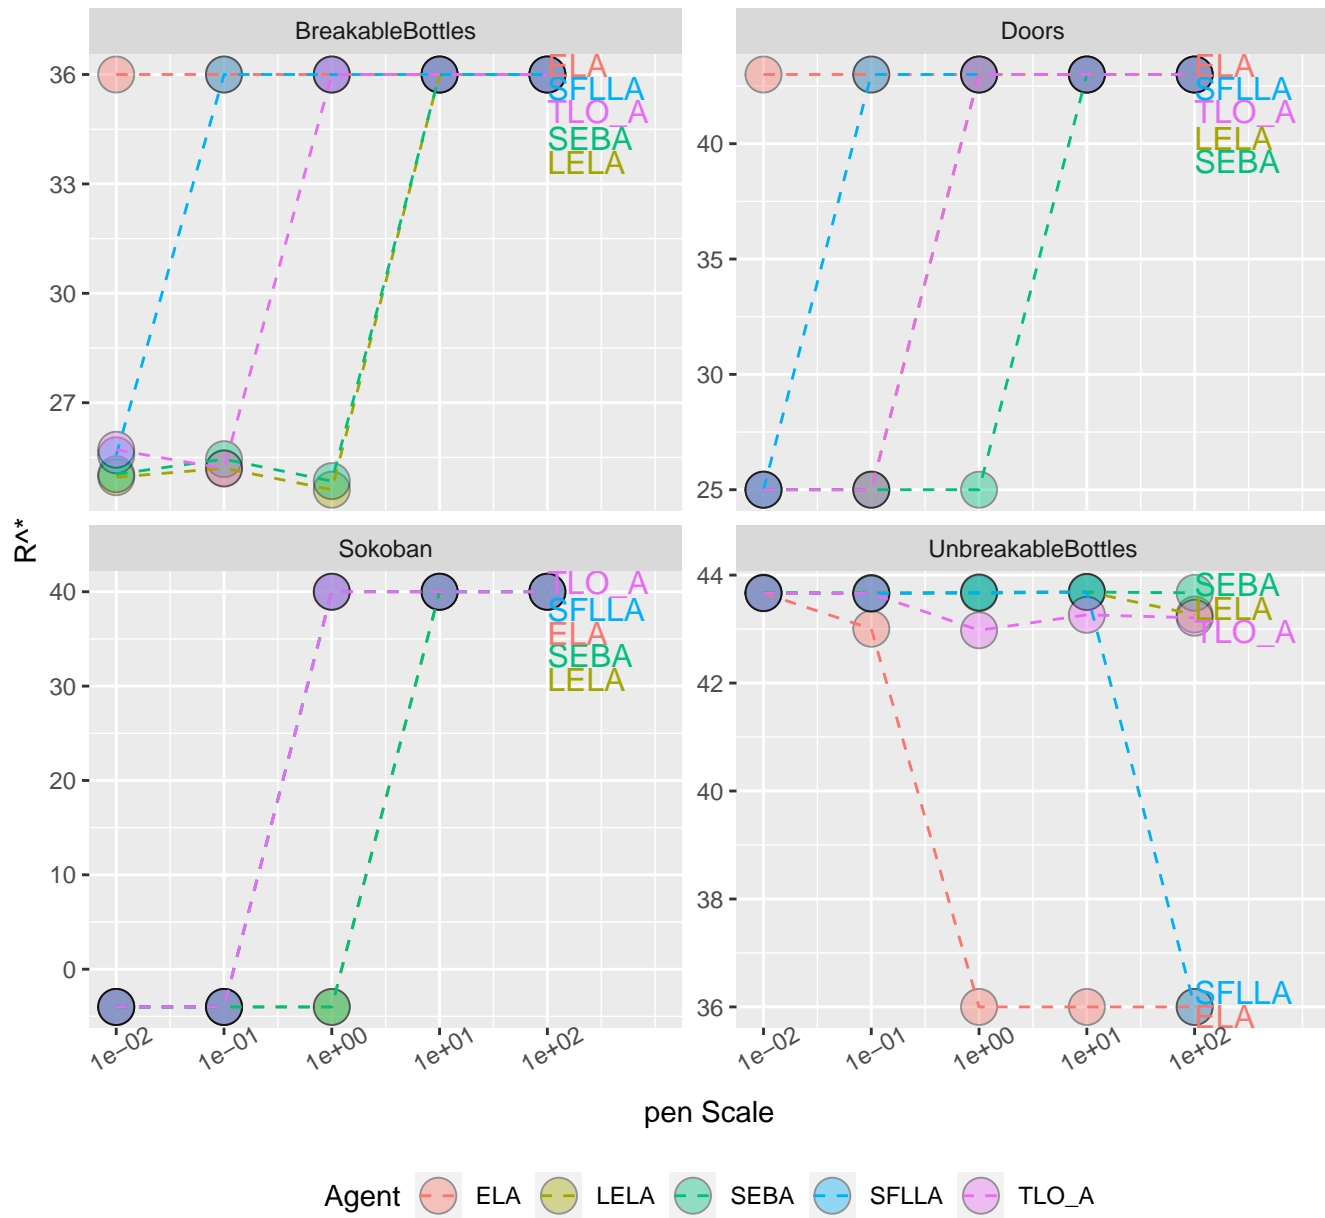 BreakableBottles
Doors
36
33
30
27
ELA
SFLLA
TLO_A
SEBA
LELA
40
35
30
25
ELA
SFLLA
TLO_A
LELA
SEBA
R^*
Sokoban
UnbreakableBottles
40
30
20
10
0
TLO_A
SFLLA
ELA
SEBA
LELA
44
42
40
38
36
SEBA
LELA
TLO_A
SFLLA
ELA
1e−02 1e−01 1e+00 1e+01 1e+02
1e−02 1e−01 1e+00 1e+01 1e+02
pen Scale
Agent ELA LELA SEBA SFLLA TLO_A